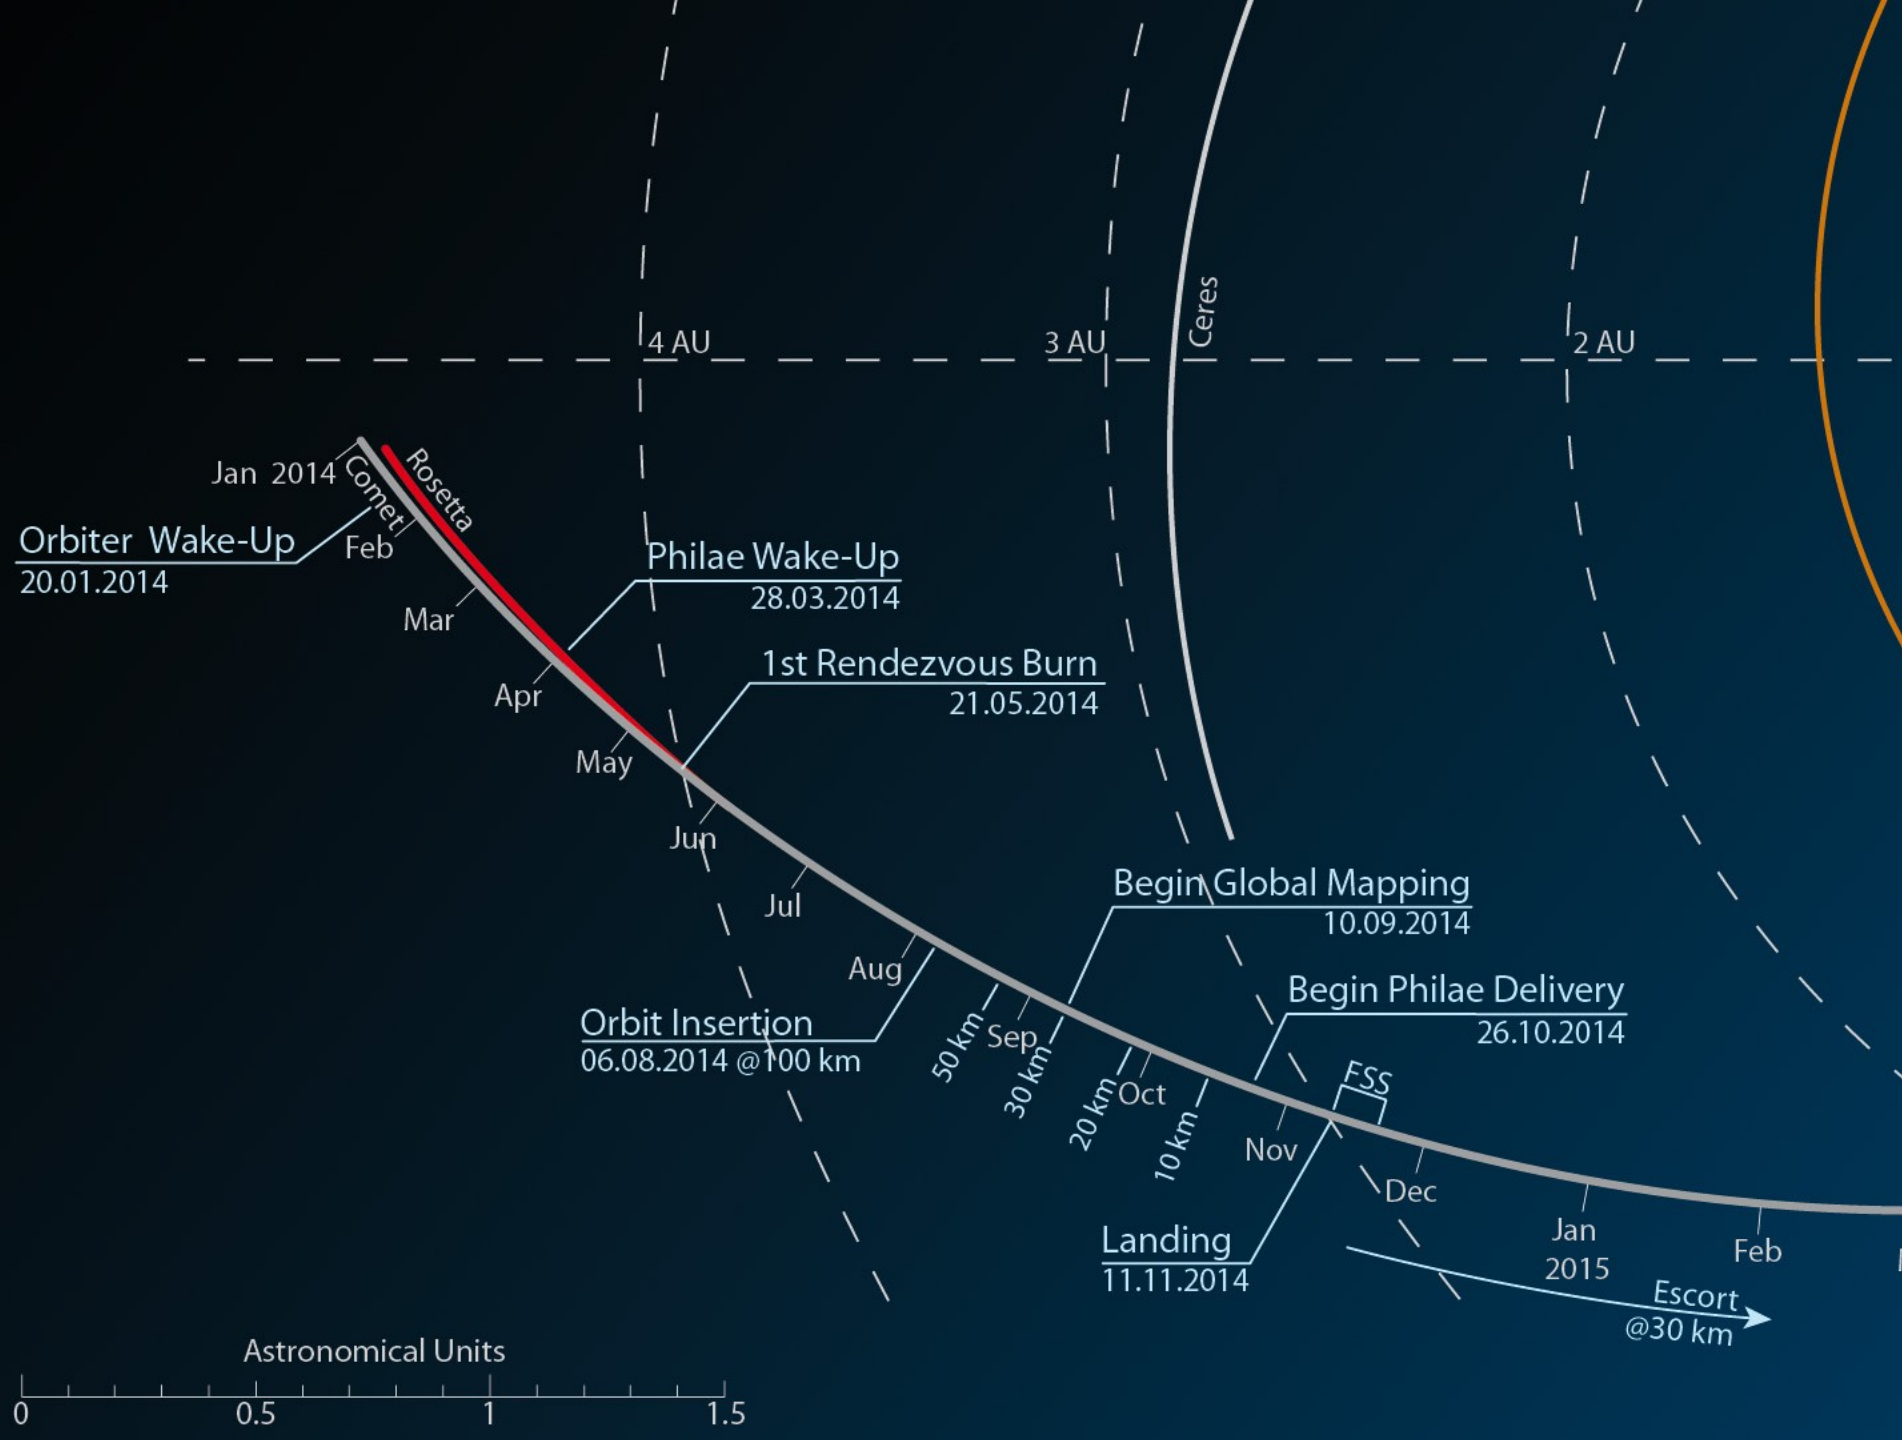 Ceres
4 AU
3 AU
2 AU
Jan 2014
Comet
Rosetta
Orbiter Wake-Up
20.01.2014
Feb
Philae Wake-Up
28.03.2014
Mar
1st Rendezvous Burn
21.05.2014
Apr
May
Jun
Jul
Begin Global Mapping
10.09.2014
Aug
Begin Philae Delivery
26.10.2014
Orbit Insertion
06.08.2014 @100 km
50 km
Sep
30 km
20 km
Oct
10 km
FSS
Nov
Dec
Landing
11.11.2014
Jan
2015
Feb
Escort
@30 km
Astronomical Units
0 0.5 1 1.5